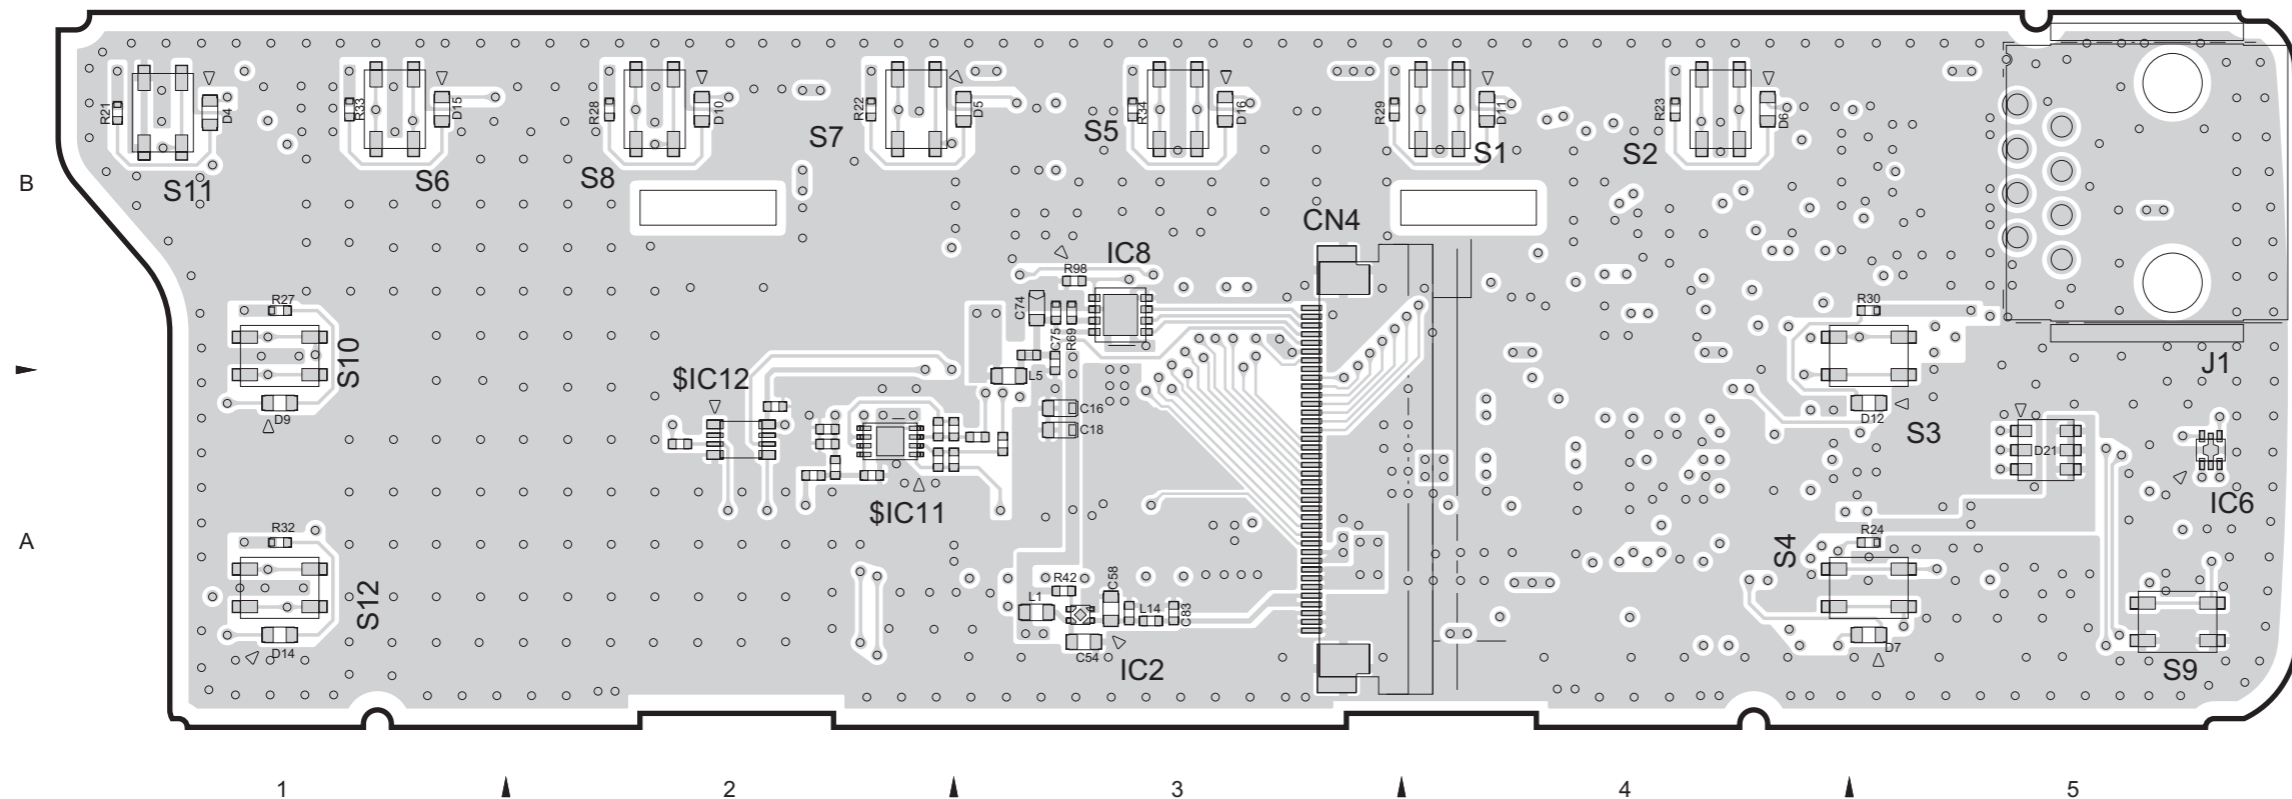 R21
D4
R33
D15
R28
D10
R22
D5
R34
D16
R29
D11
R23
D6
S11
S6
S8
S7
S5
S1
S2
B
CN4
IC8
R98
C74
C75
R69
R27
S10
D9
$IC12
L5
C16
C18
$IC11
R30
D12
S3
J1
D21
IC6
A
R32
S12
D14
R42
C58
L1
L14
C83
C54
IC2
S4
R24
D7
S9
1
2
3
4
5